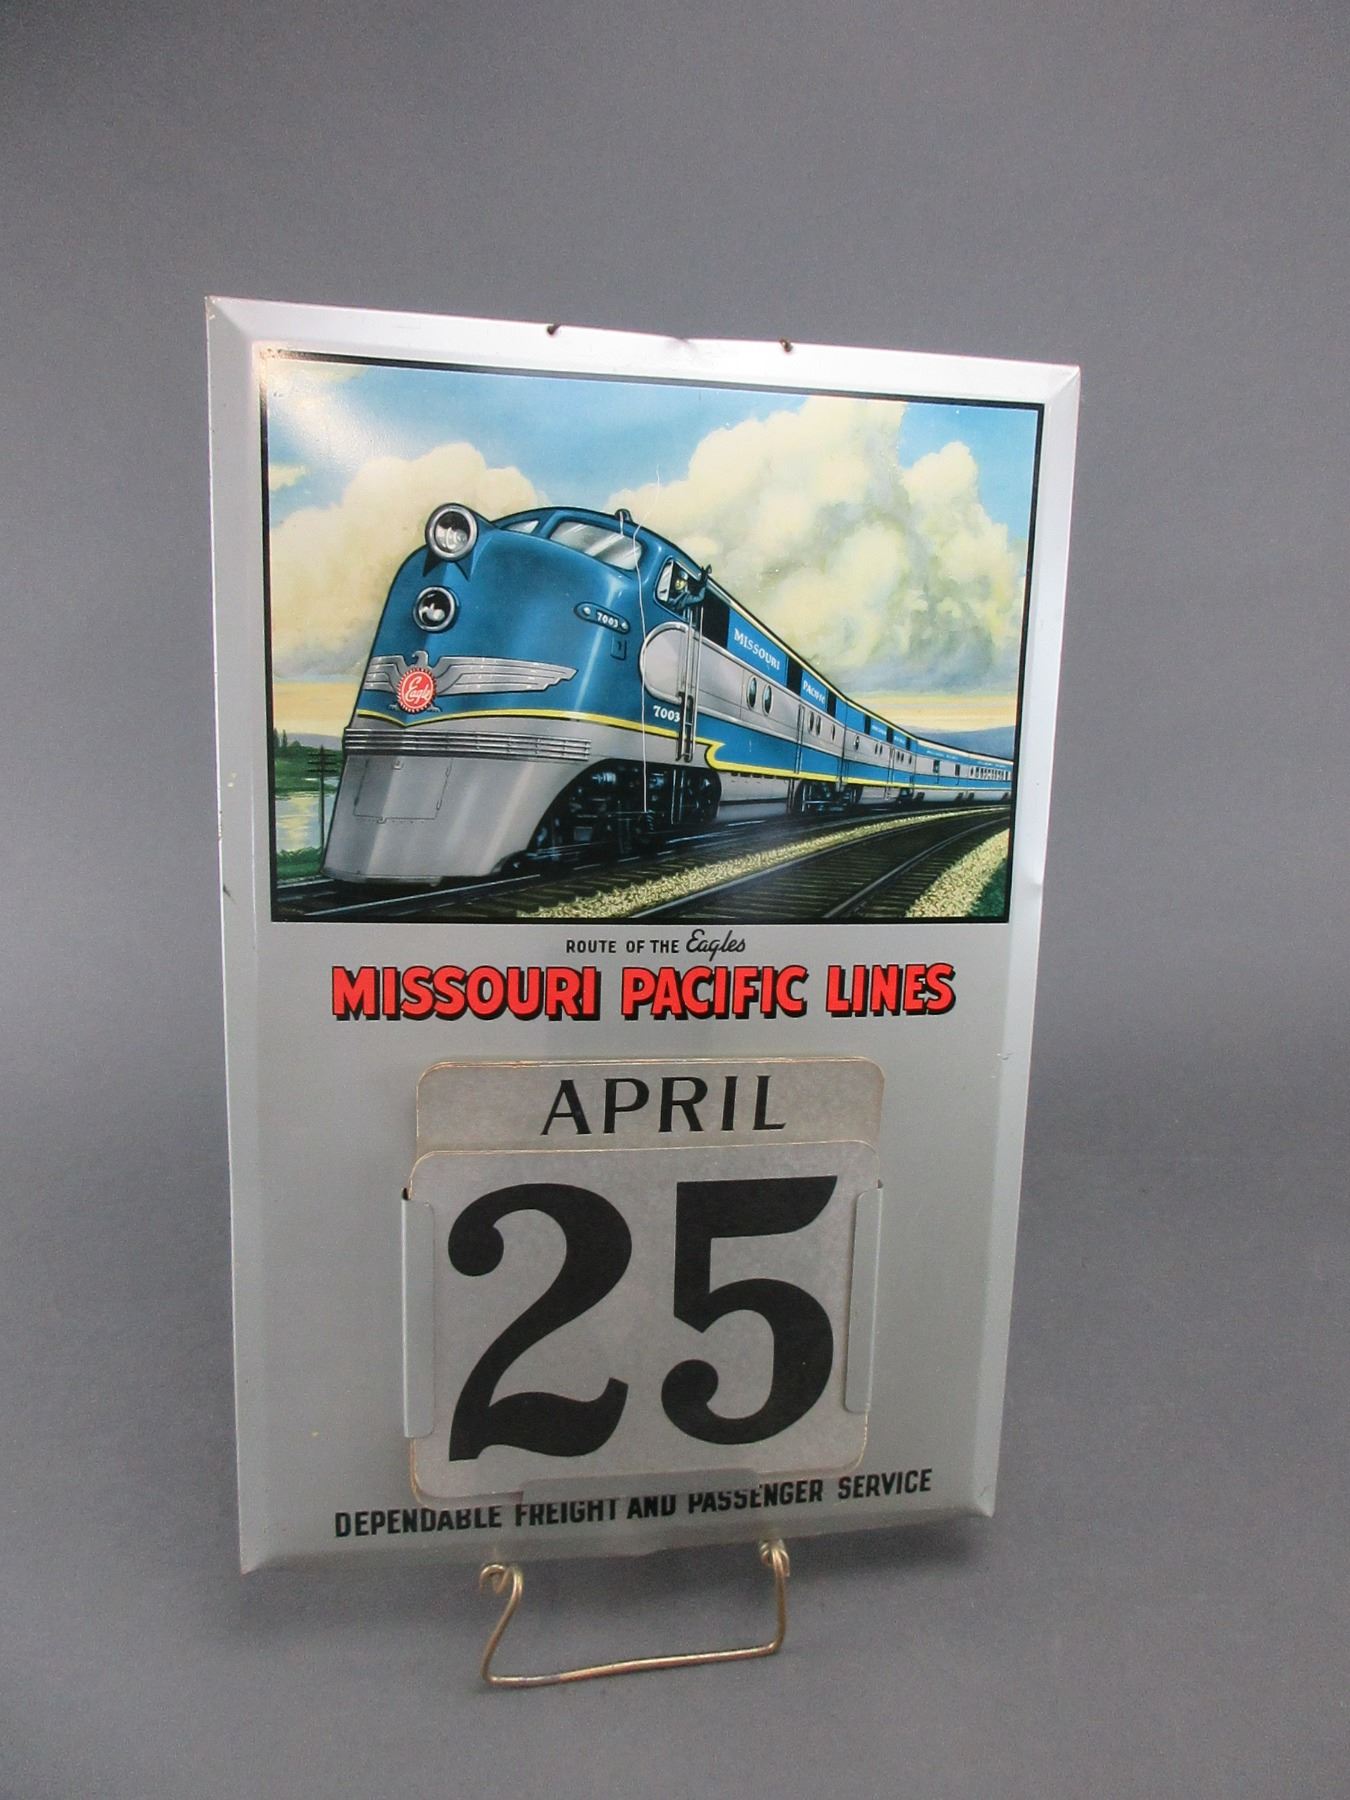 7003
Eagle
7003
MISSOURI
PACIFIC
ROUTE OF THE Eagles
MISSOURI PACIFIC LINES
APRIL
25
DEPENDABLE FREIGHT AND PASSENGER SERVICE